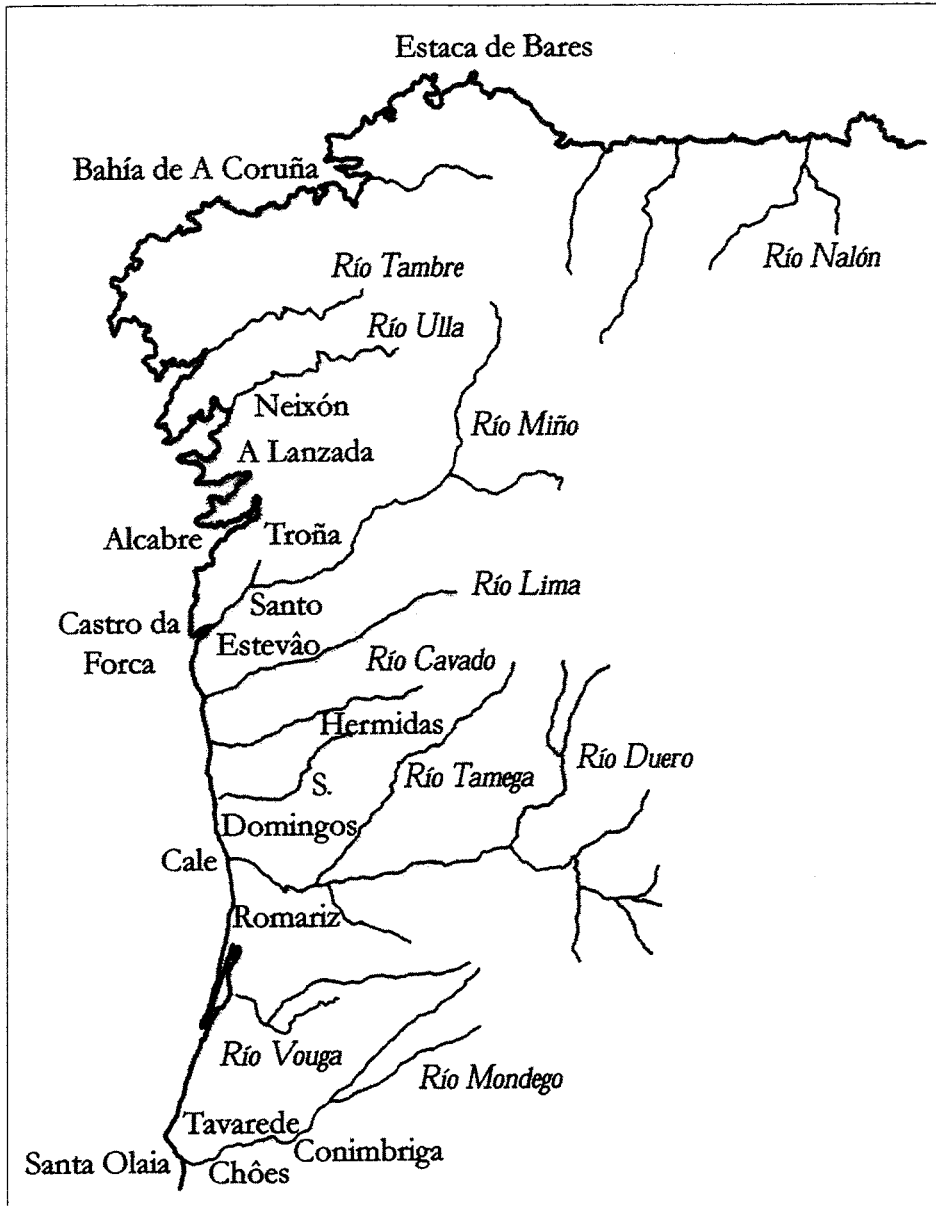 Estaca de Bares
Bahía de A Coruña
Río Nalón
Río Tambre
Río Ulla
Neixón
Río Miño
A Lanzada
Alcabre
Troña
Río Lima
Santo
Estevâo
Castro da
Forca
Río Cavado
Hermidas
Río Duero
Río Tamega
S.
Domingos
Cale
Romariz
Río Vouga
Río Mondego
Tavarede
Conimbriga
Santa Olaia
Chôes